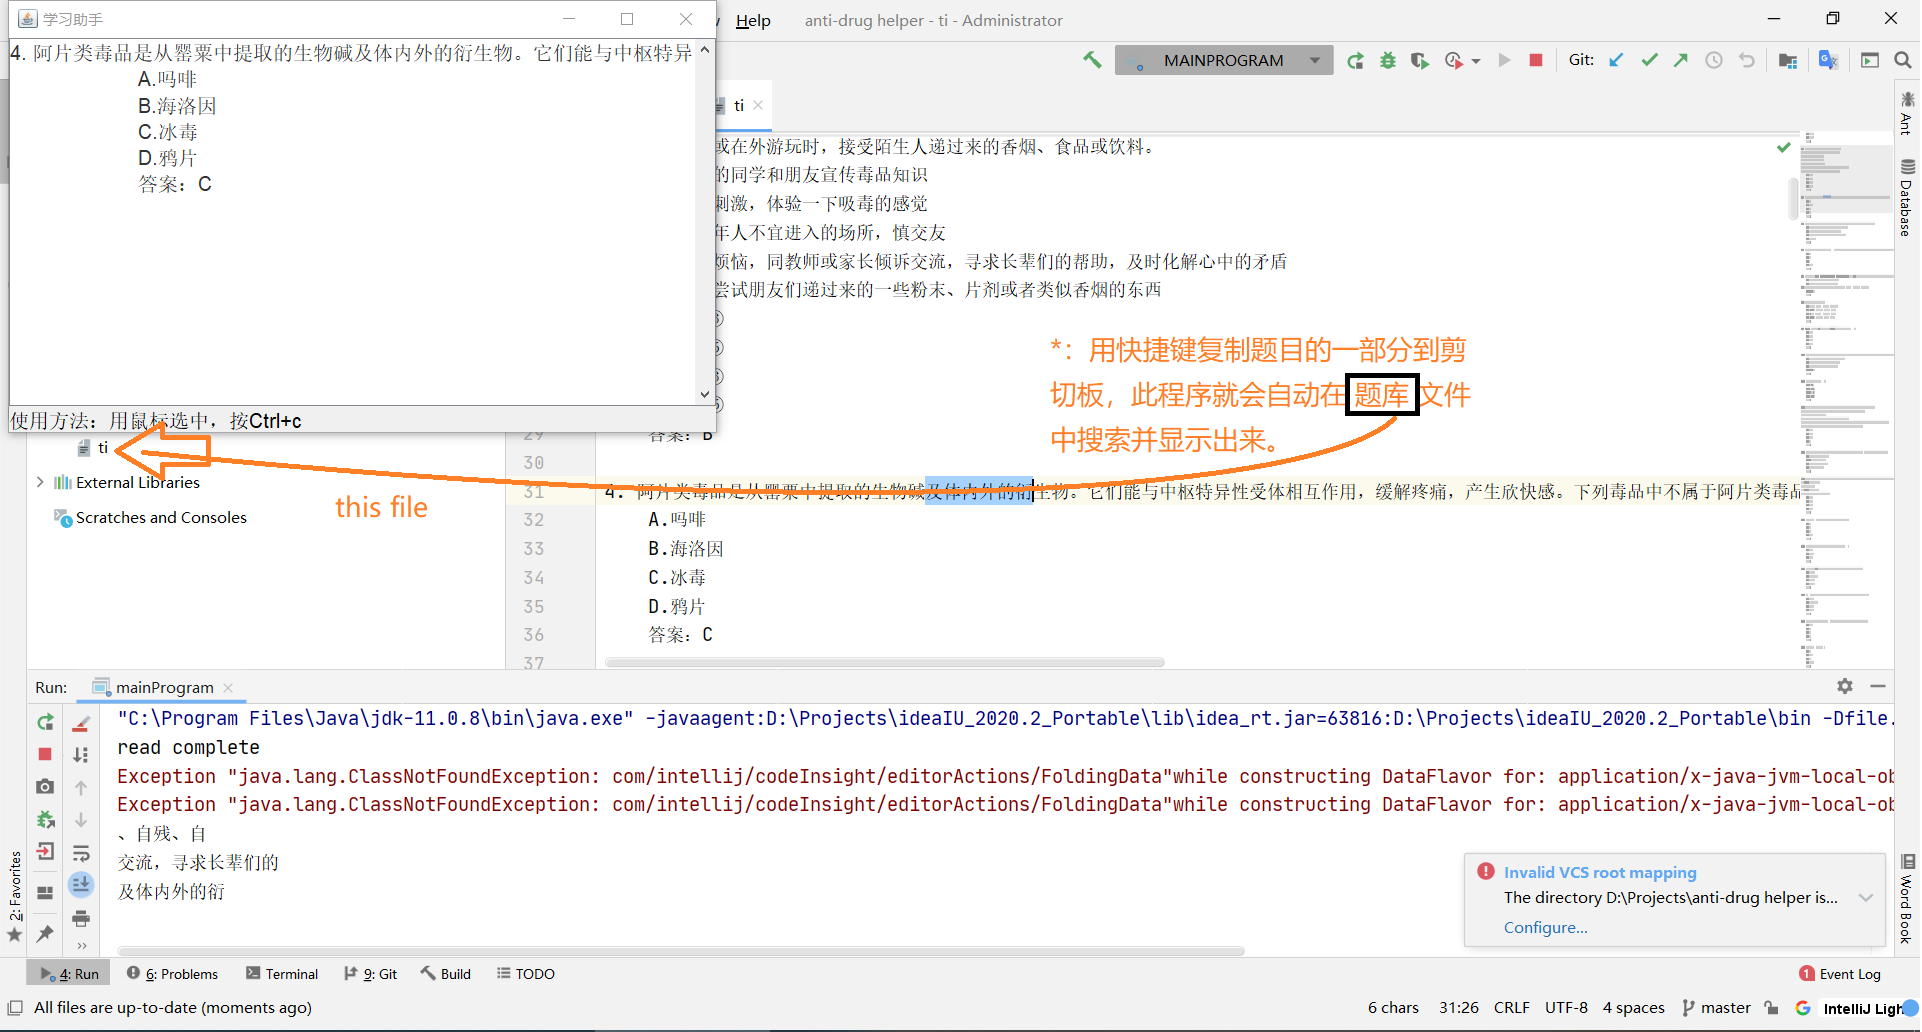 学习助手
4. 阿片类毒品是从罂粟中提取的生物碱及体内外的衍生物。它们能与中枢特异
A.吗啡
B.海洛因
C.冰毒
D.鸦片
答案：C
使用方法：用鼠标选中，按Ctrl+c
Help
anti-drug helper - ti - Administrator
MAINPROGRAM
Git:
ti
或在外游玩时，接受陌生人递过来的香烟、食品或饮料。
的同学和朋友宣传毒品知识
刺激，体验一下吸毒的感觉
年人不宜进入的场所，慎交友
烦恼，同教师或家长倾诉交流，寻求长辈们的帮助，及时化解心中的矛盾
尝试朋友们递过来的一些粉末、片剂或者类似香烟的东西
*：用快捷键复制题目的一部分到剪
切板，此程序就会自动在 题库 文件
中搜索并显示出来。
this file
ti
External Libraries
Scratches and Consoles
29 答案：B
30
31 4. 阿片类毒品是从罂粟中提取的生物碱及体内外的衍生物。它们能与中枢特异性受体相互作用，缓解疼痛，产生欣快感。下列毒品中不属于阿片类毒品
32 A.吗啡
33 B.海洛因
34 C.冰毒
35 D.鸦片
36 答案：C
37
Ant
Database
Run:
mainProgram
"C:\Program Files\Java\jdk-11.0.8\bin\java.exe" -javaagent:D:\Projects\ideaIU_2020.2_Portable\lib\idea_rt.jar=63816:D:\Projects\ideaIU_2020.2_Portable\bin -Dfile.
read complete
Exception "java.lang.ClassNotFoundException: com/intellij/codeInsight/editorActions/FoldingData"while constructing DataFlavor for: application/x-java-jvm-local-ob
Exception "java.lang.ClassNotFoundException: com/intellij/codeInsight/editorActions/FoldingData"while constructing DataFlavor for: application/x-java-jvm-local-ob
、自残、自
交流，寻求长辈们的
及体内外的衍
2: Favorites
Word Book
Invalid VCS root mapping
The directory D:\Projects\anti-drug helper is...
Configure...
4: Run
6: Problems
Terminal
9: Git
Build
TODO
1 Event Log
All files are up-to-date (moments ago)
6 chars
31:26
CRLF
UTF-8
4 spaces
master
IntelliJ Ligh